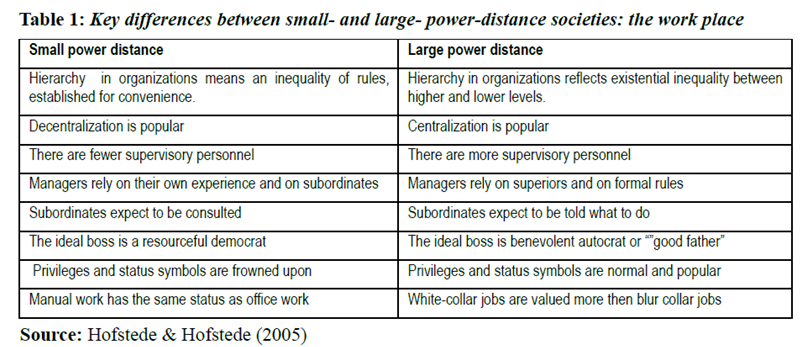 Table 1: Key differences between small- and large- power-distance societies: the work place
Small power distance
Large power distance
Hierarchy in organizations means an inequality of rules,
established for convenience.
Hierarchy in organizations reflects existential inequality between
higher and lower levels.
Decentralization is popular
Centralization is popular
There are fewer supervisory personnel
There are more supervisory personnel
Managers rely on their own experience and on subordinates
Managers rely on superiors and on formal rules
Subordinates expect to be consulted
Subordinates expect to be told what to do
The ideal boss is a resourceful democrat
The ideal boss is benevolent autocrat or “”good father”
Privileges and status symbols are frowned upon
Privileges and status symbols are normal and popular
Manual work has the same status as office work
White-collar jobs are valued more then blur collar jobs
Source: Hofstede & Hofstede (2005)